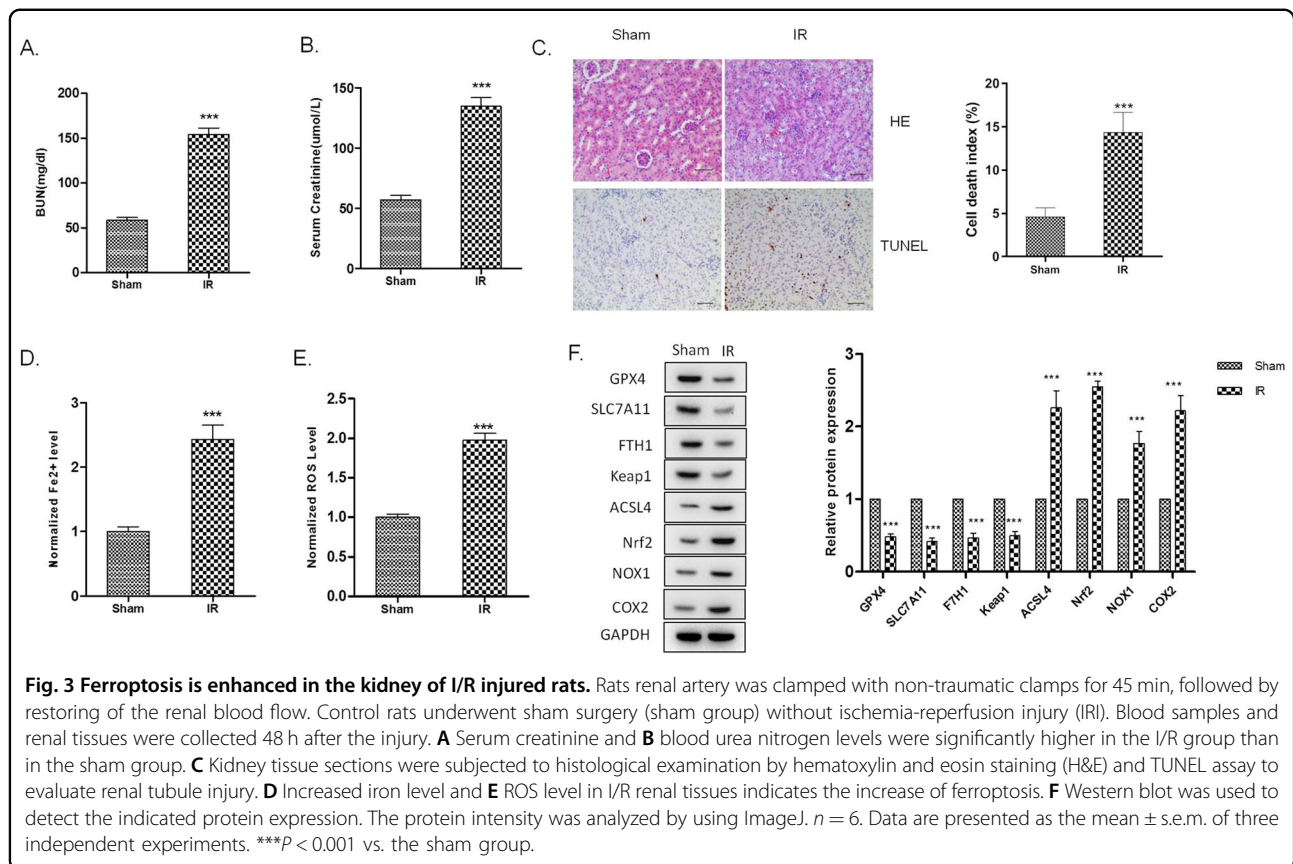 A.
BUN(mg/dl)
200
150
100
50
0
***
Sham IR
B.
Serum Creatinine(umol/L)
150
100
50
0
***
Sham IR
C.
Sham IR
HE
TUNEL
Cell death index (%)
20
15
10
5
0
***
Sham IR
D.
Normalized Fe2+ level
3
2
1
0
***
Sham IR
E.
Normalized ROS Level
2.5
2.0
1.5
1.0
0.5
0.0
***
Sham IR
F.
Sham IR
GPX4
SLC7A11
FTH1
Keap1
ACSL4
Nrf2
NOX1
COX2
GAPDH
Relative protein expression
3
2
1
0
*** *** *** *** *** *** *** ***
GPX4 SLC7A11 F7H1 Keap1 ACSL4 Nrf2 NOX1 COX2
Sham
IR
Fig. 3 Ferroptosis is enhanced in the kidney of I/R injured rats. Rats renal artery was clamped with non-traumatic clamps for 45 min, followed by
restoring of the renal blood flow. Control rats underwent sham surgery (sham group) without ischemia-reperfusion injury (IRI). Blood samples and
renal tissues were collected 48 h after the injury. A Serum creatinine and B blood urea nitrogen levels were significantly higher in the I/R group than
in the sham group. C Kidney tissue sections were subjected to histological examination by hematoxylin and eosin staining (H&E) and TUNEL assay to
evaluate renal tubule injury. D Increased iron level and E ROS level in I/R renal tissues indicates the increase of ferroptosis. F Western blot was used to
detect the indicated protein expression. The protein intensity was analyzed by using ImageJ. n = 6. Data are presented as the mean ± s.e.m. of three
independent experiments. ***P < 0.001 vs. the sham group.